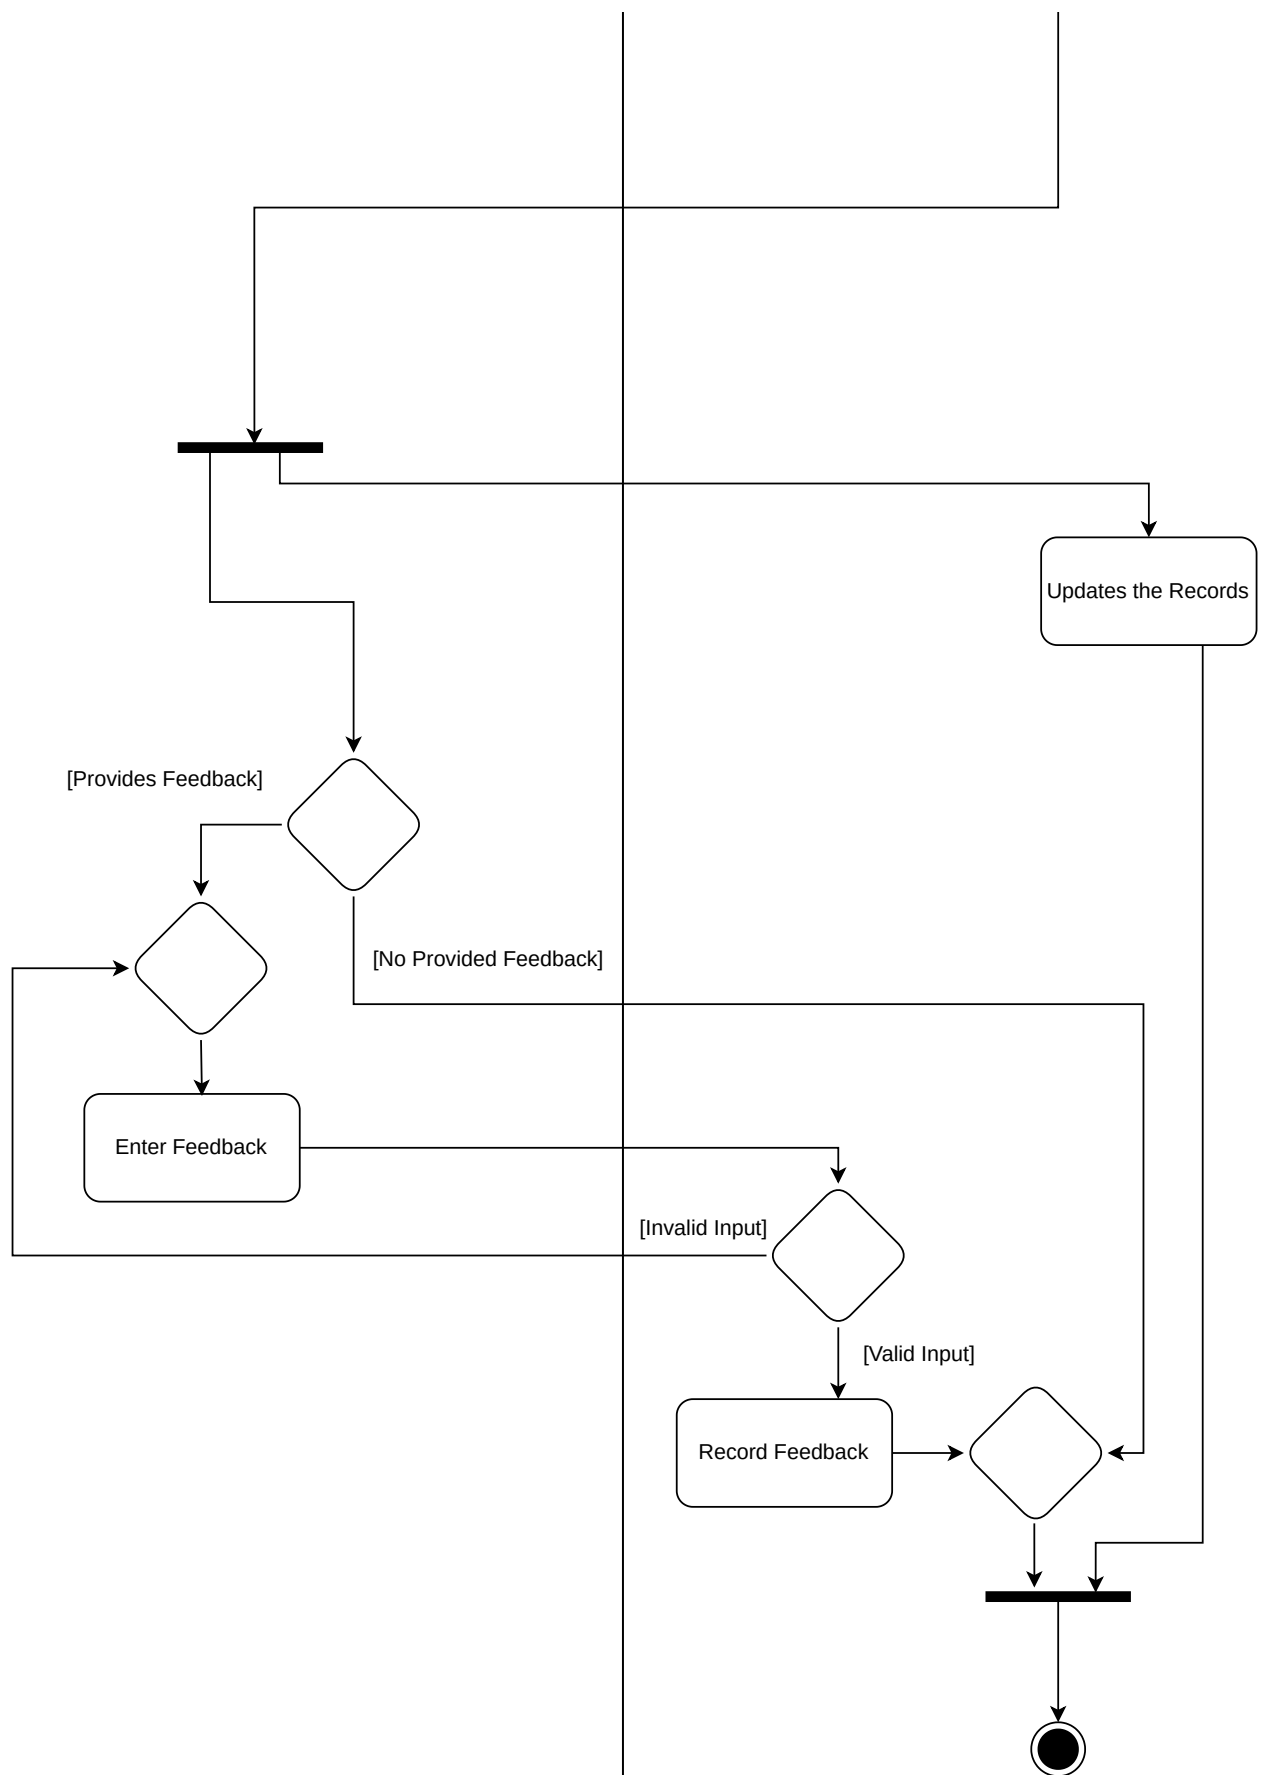 Updates the Records
[Provides Feedback]
[No Provided Feedback]
Enter Feedback
[Invalid Input]
[Valid Input]
Record Feedback